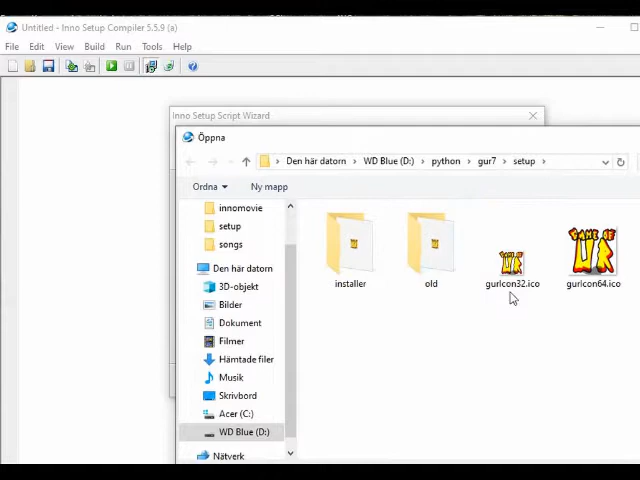 Untitled - Inno Setup Compiler 5.5.9 (a)
File Edit View Build Run Tools Help
Inno Setup Script Wizard
Öppna
Den här datorn › WD Blue (D:) › python › gur7 › setup ›
Ordna Ny mapp
innomovie
setup
songs
Den här datorn
3D-objekt
Bilder
Dokument
Filmer
Hämtade filer
Musik
Skrivbord
Acer (C:)
WD Blue (D:)
Nätverk
GAME OF
UR
GAME OF
UR
installer old gurIcon32.ico gurIcon64.ico